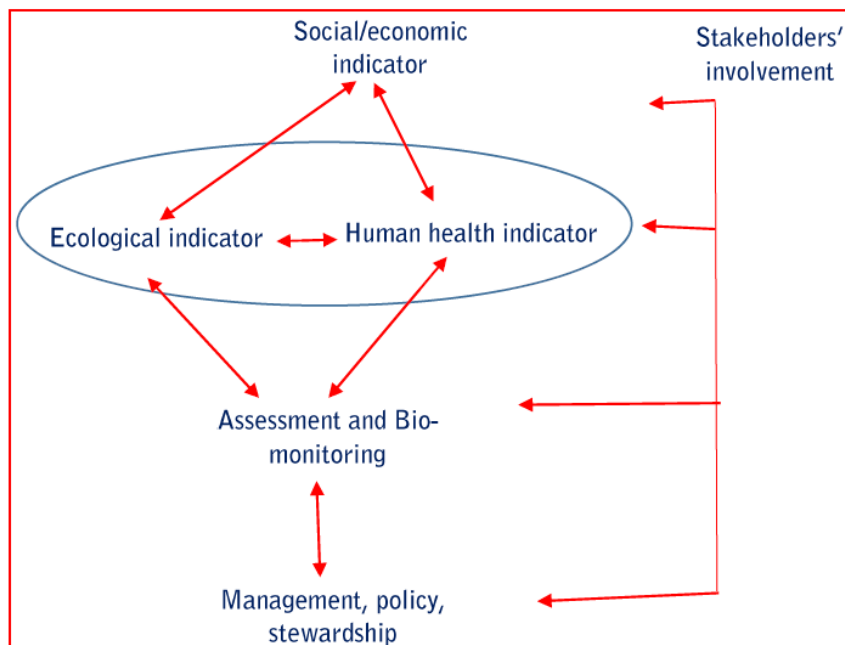 Social/economic
indicator
Stakeholders'
involvement
Ecological indicator
Human health indicator
Assessment and Bio-
monitoring
Management, policy,
stewardship